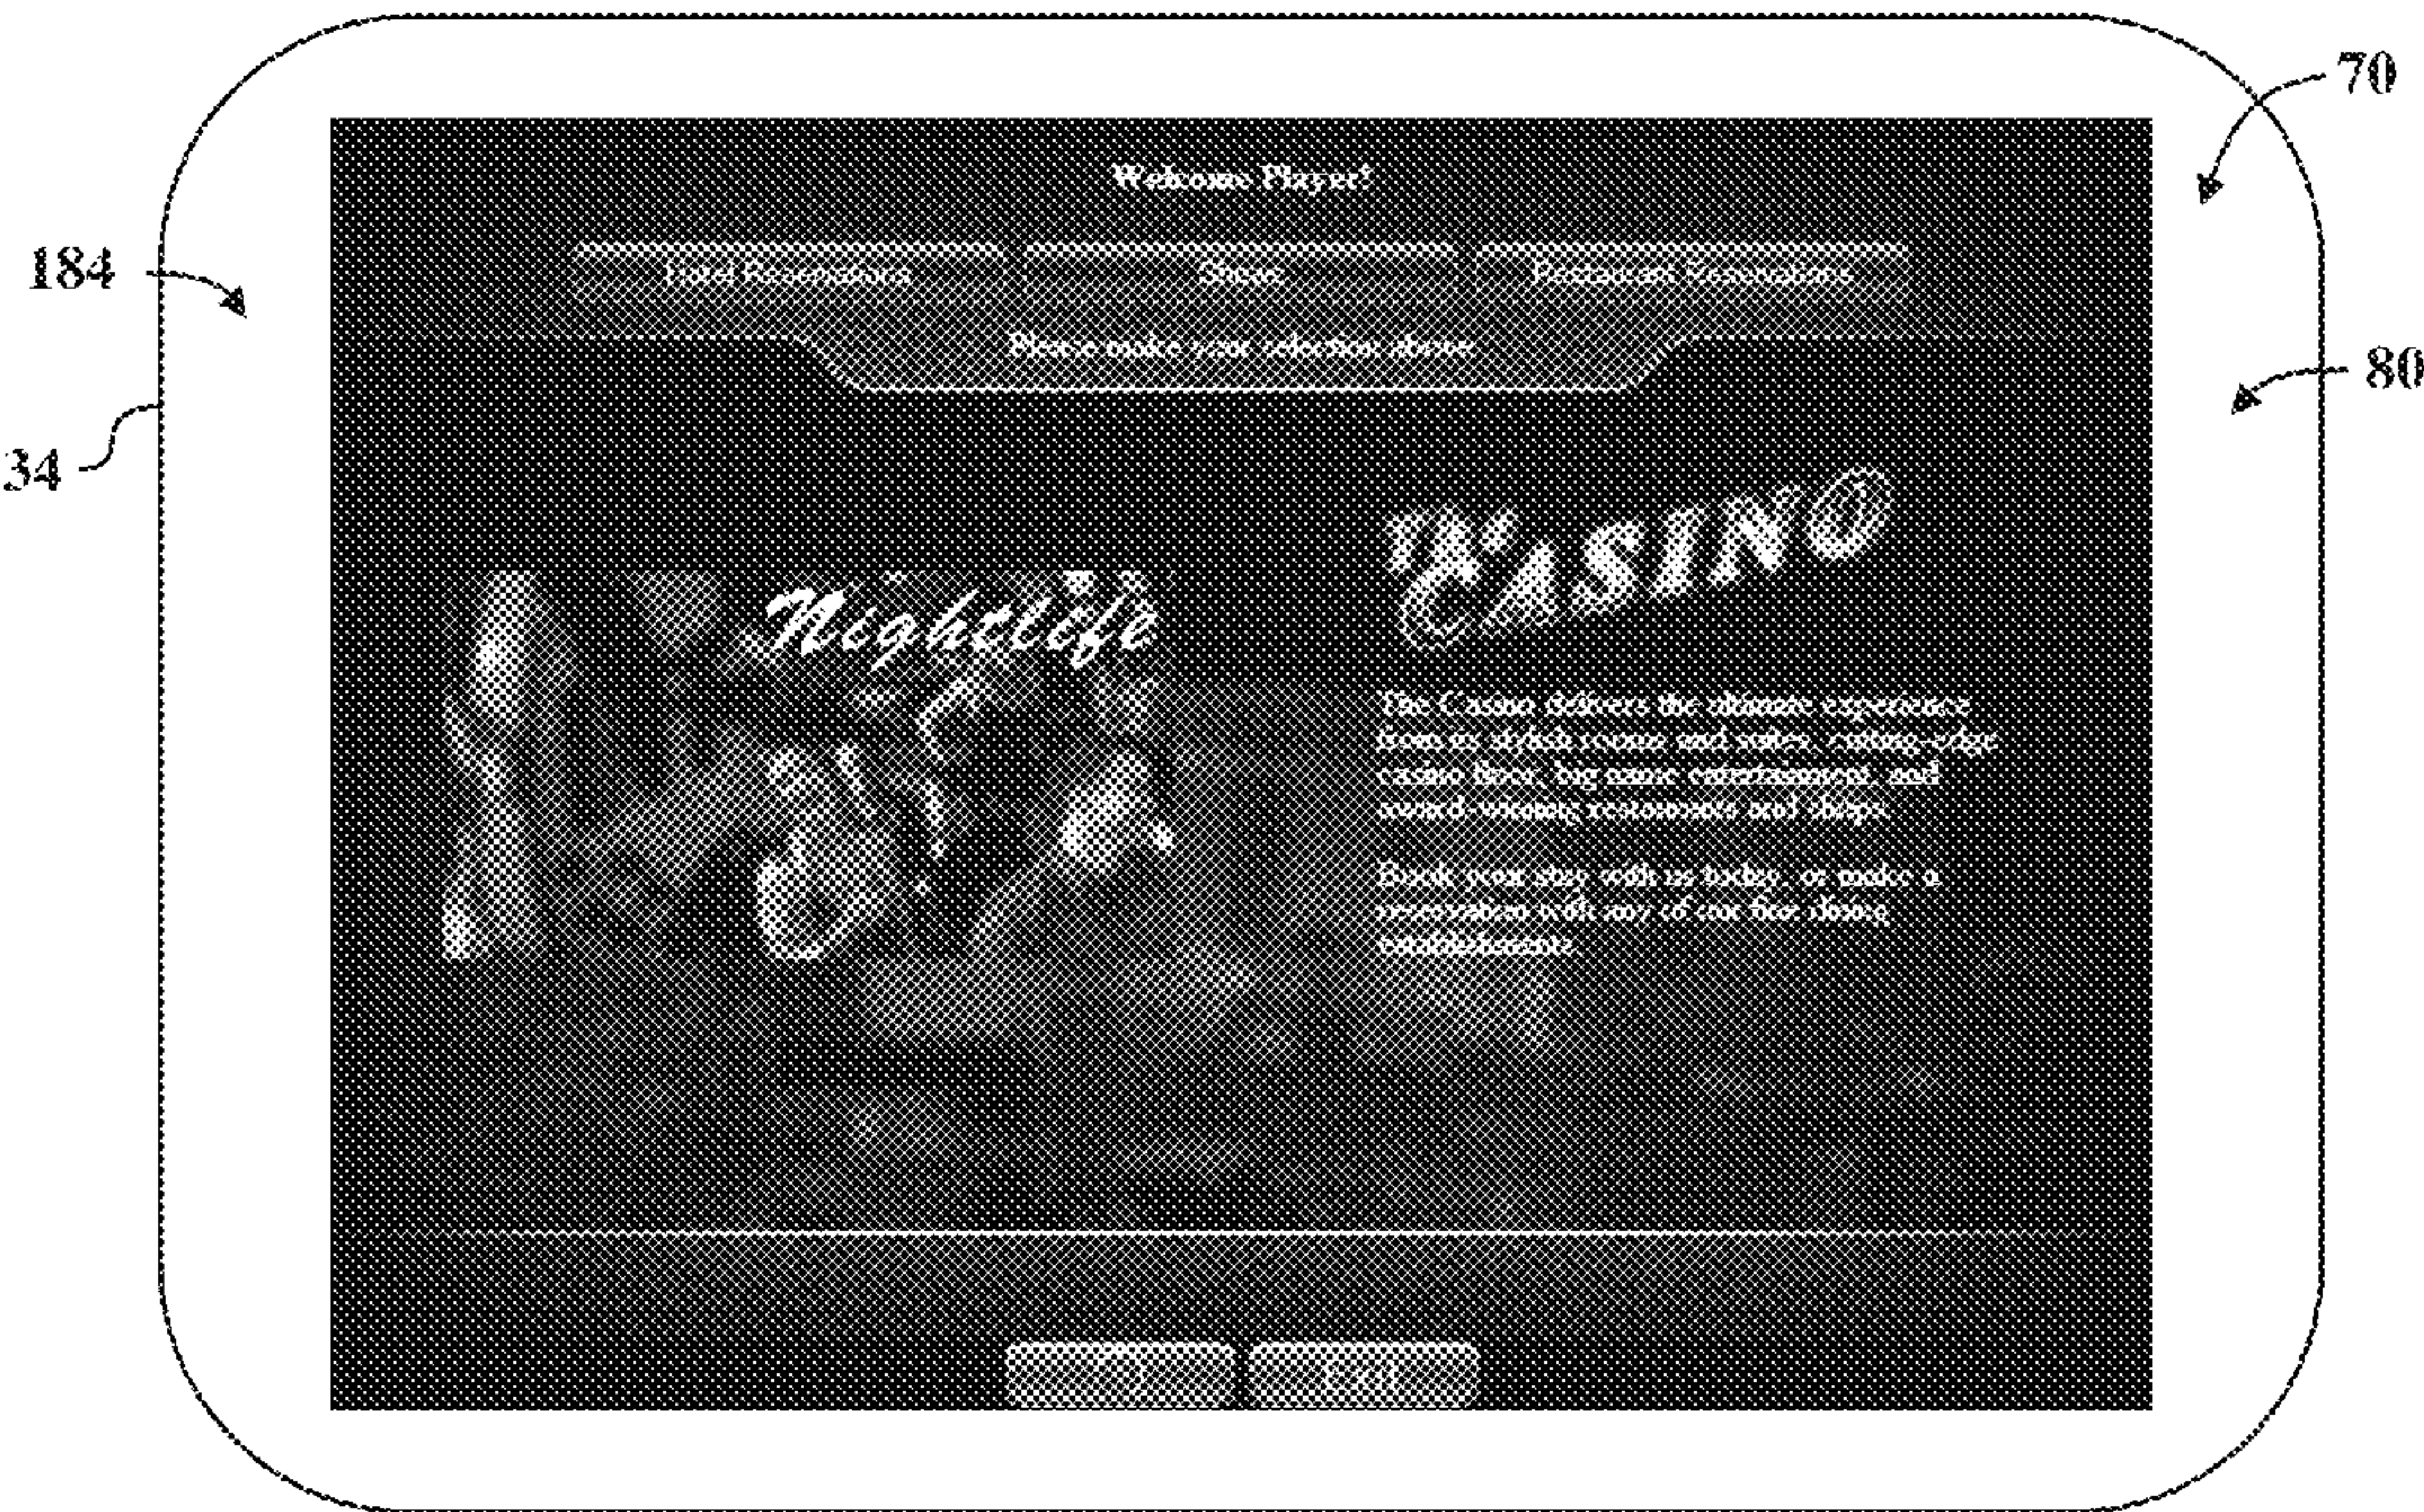 70
Welcome Player!
184
Hotel Reservations
Shows
Restaurant Reservations
Please make your selection above
80
34
CASINO
Nightlife
The Casino delivers the ultimate experience
from its stylish rooms and suites, cutting-edge
casino floor, big name entertainment, and
award-winning restaurants and shops
Book your stay with us today, or make a
reservation with any of our fine dining
establishments